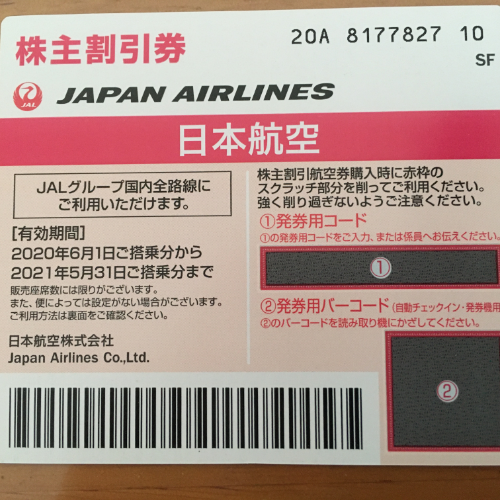 株主割引券
20A 8177827 10
SF
JAL
JAPAN AIRLINES
日本航空
JALグループ国内全路線に
ご利用いただけます。
[有効期間]
2020年6月1日ご搭乗分から
2021年5月31日ご搭乗分まで
販売座席数には限りがございます。
また、便によっては設定がない場合がございます。
ご利用方法は裏面をご確認ください。
日本航空株式会社
Japan Airlines Co.,Ltd.
株主割引航空券購入時に赤枠の
スクラッチ部分を削ってご利用ください。
強く削り過ぎないようご注意ください。
①発券用コード
①の発券用コードをご入力、または係員へお伝えください。
①
②発券用バーコード(自動チェックイン・発券機用
②のバーコードを読み取り機にかざしてください。
②